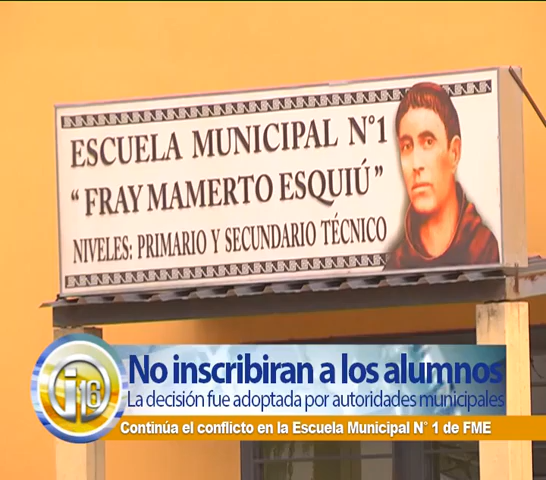 ESCUELA MUNICIPAL N°1
“FRAY MAMERTO ESQUIÚ”
NIVELES: PRIMARIO Y SECUNDARIO TÉCNICO
i16
No inscribiran a los alumnos
La decisión fue adoptada por autoridades municipales
Continúa el conflicto en la Escuela Municipal N° 1 de FME